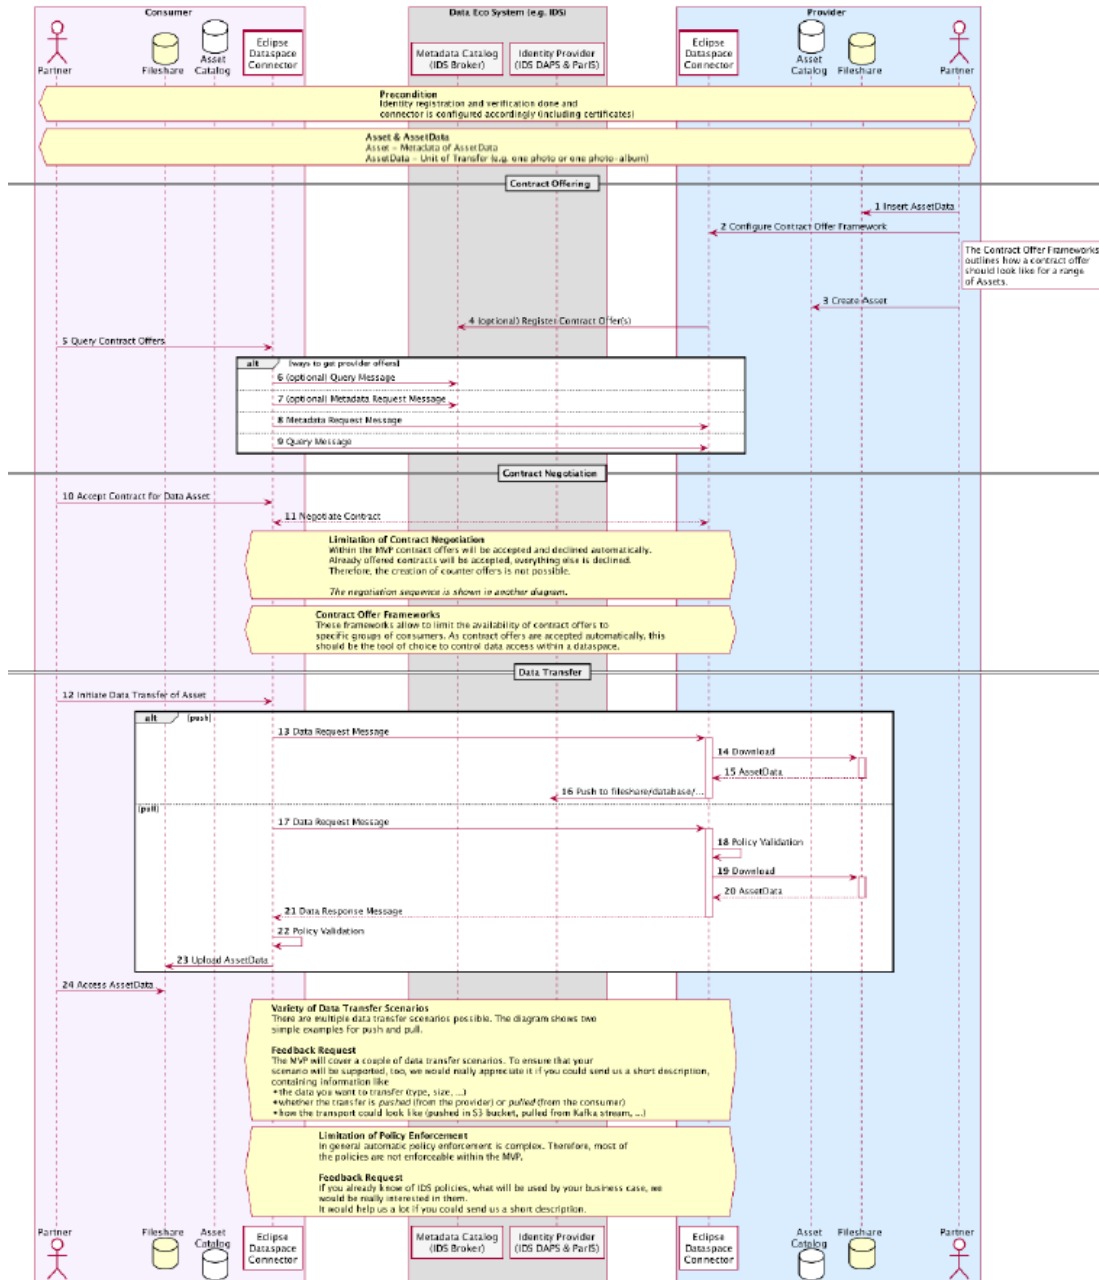 Consumer
Data Eco System (e.g. IDS)
Provider
Partner
Fileshare
Asset
Catalog
Eclipse
Dataspace
Connector
Metadata Catalog
(IDS Broker)
Identity Provider
(IDS DAPS & ParIS)
Eclipse
Dataspace
Connector
Asset
Catalog
Fileshare
Partner
Precondition
Identity registration and verification done and
connector is configured accordingly (including certificates)
Asset & AssetData
Asset - Metadata of AssetData
AssetData - Unit of Transfer (e.g. one photo or one photo-album)
Contract Offering
1 Insert AssetData
2 Configure Contract Offer Framework
The Contract Offer Frameworks
outlines how a contract offer
should look like for a range
of Assets.
3 Create Asset
4 (optional) Register Contract Offer(s)
5 Query Contract Offers
alt [ways to get provider offers]
6 (optional) Query Message
7 (optional) Metadata Request Message
8 Metadata Request Message
9 Query Message
Contract Negotiation
10 Accept Contract for Data Asset
11 Negotiate Contract
Limitation of Contract Negotiation
Within the MVP contract offers will be accepted and declined automatically.
Already offered contracts will be accepted, everything else is declined.
Therefore, the creation of counter offers is not possible.
The negotiation sequence is shown in another diagram.
Contract Offer Frameworks
These frameworks allow to limit the availability of contract offers to
specific groups of consumers. As contract offers are accepted automatically, this
should be the tool of choice to control data access within a dataspace.
Data Transfer
12 Initiate Data Transfer of Asset
alt [push]
13 Data Request Message
14 Download
15 AssetData
16 Push to fileshare/database/...
[pull]
17 Data Request Message
18 Policy Validation
19 Download
20 AssetData
21 Data Response Message
22 Policy Validation
23 Upload AssetData
24 Access AssetData
Variety of Data Transfer Scenarios
There are multiple data transfer scenarios possible. The diagram shows two
simple examples for push and pull.
Feedback Request
The MVP will cover a couple of data transfer scenarios. To ensure that your
scenario will be supported, too, we would really appreciate it if you could send us a short description,
containing information like
• the data you want to transfer (type, size, ...)
• whether the transfer is pushed (from the provider) or pulled (from the consumer)
• how the transport could look like (pushed in S3 bucket, pulled from Kafka stream, ...)
Limitation of Policy Enforcement
In general automatic policy enforcement is complex. Therefore, most of
the policies are not enforceable within the MVP.
Feedback Request
If you already know of IDS policies, what will be used by your business case, we
would be really interested in them.
It would help us a lot if you could send us a short description.
Partner
Fileshare
Asset
Catalog
Eclipse
Dataspace
Connector
Metadata Catalog
(IDS Broker)
Identity Provider
(IDS DAPS & ParIS)
Eclipse
Dataspace
Connector
Asset
Catalog
Fileshare
Partner